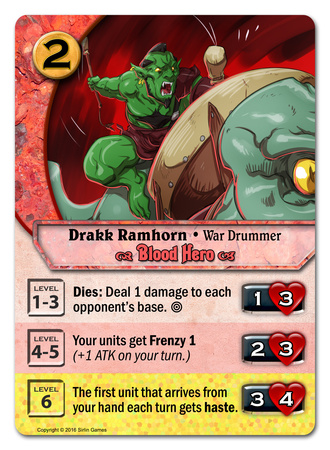 2
Drakk Ramhorn • War Drummer
Blood Hero
LEVEL
1-3
Dies: Deal 1 damage to each
opponent's base. ◎
1 3
LEVEL
4-5
Your units get Frenzy 1
(+1 ATK on your turn.)
2 3
LEVEL
6
The first unit that arrives from
your hand each turn gets haste.
3 4
Copyright © 2016 Sirlin Games